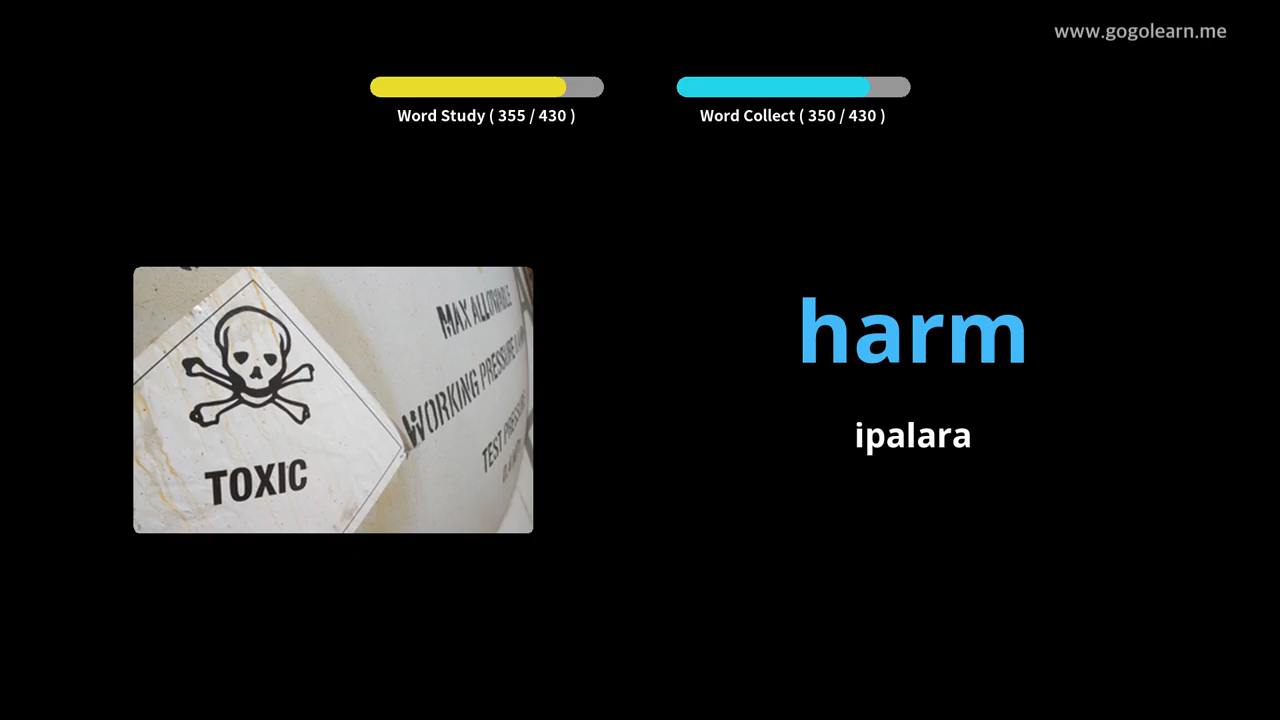 www.gogolearn.me
Word Study ( 355 / 430 )
Word Collect ( 350 / 430 )
MAX ALLOWABLE
WORKING PRESSURE
TEST PRESSURE
TOXIC
harm
ipalara